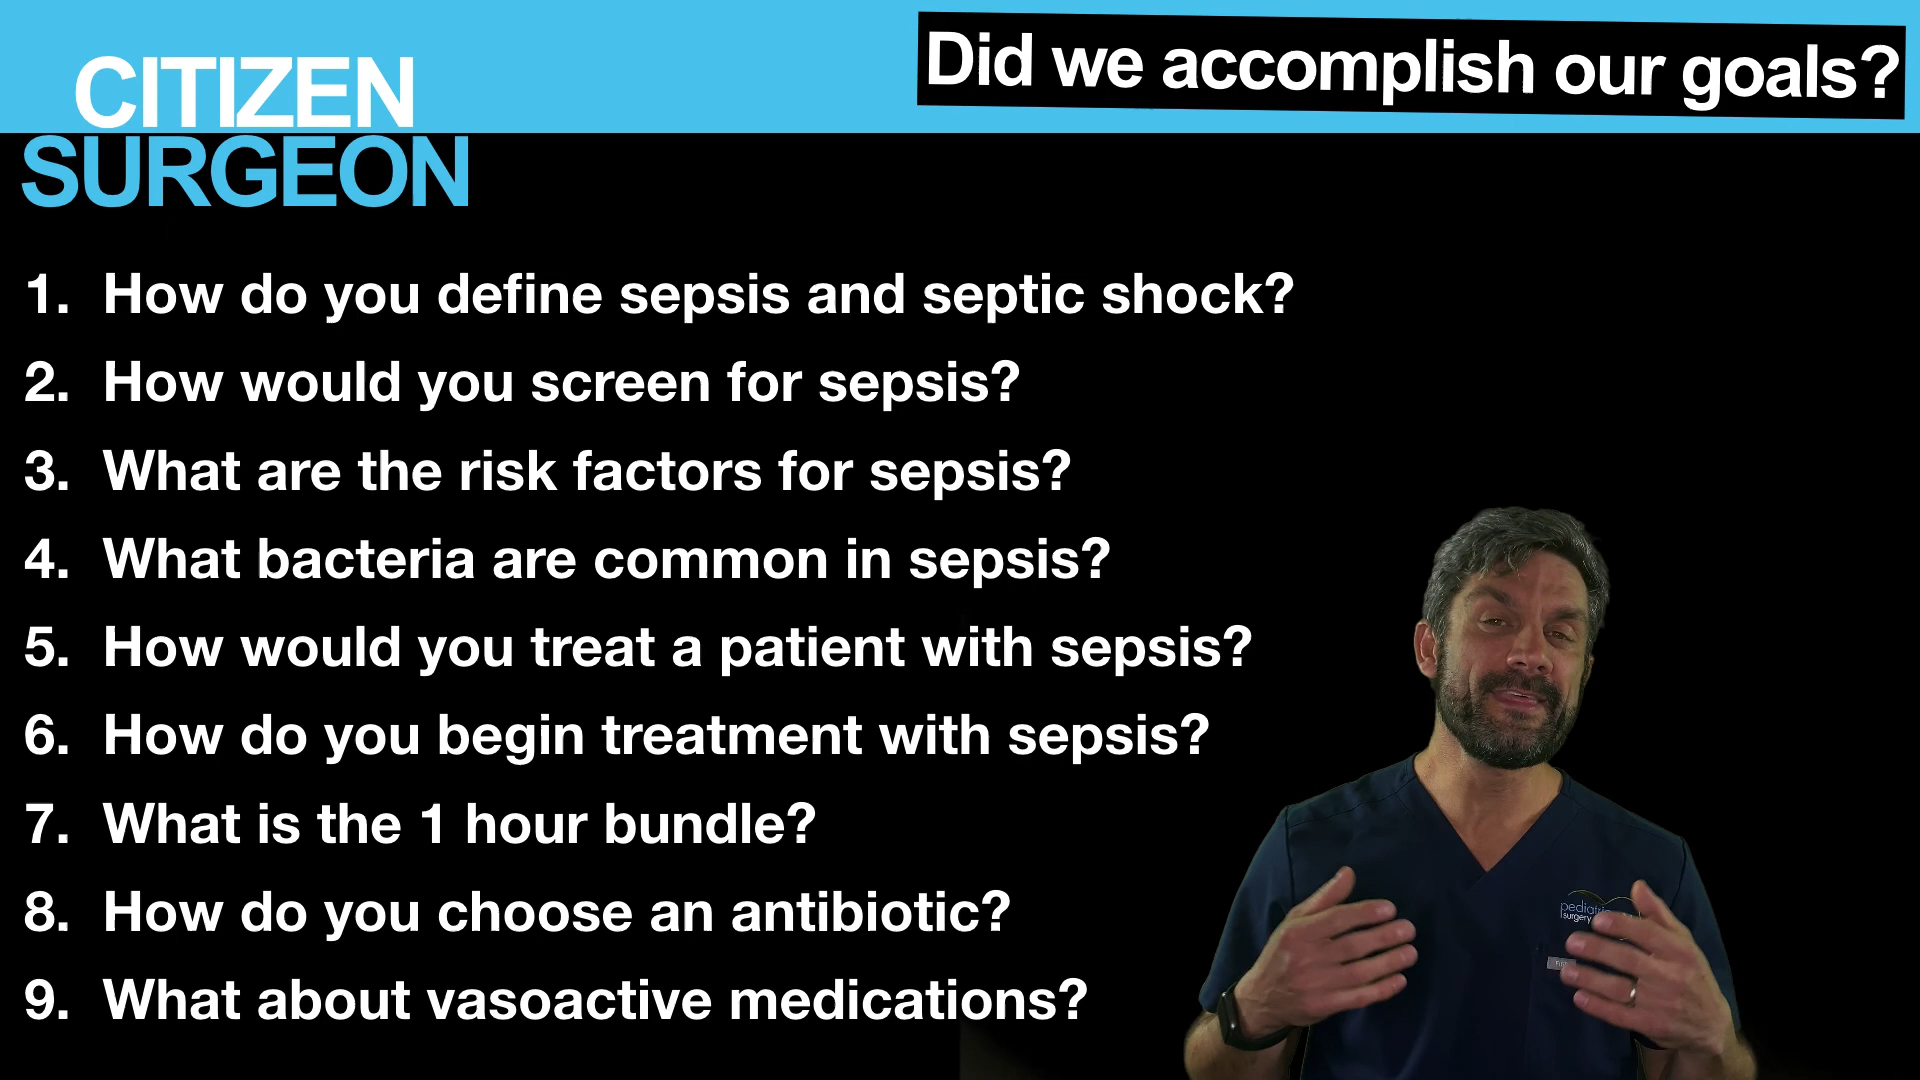 CITIZEN
SURGEON
Did we accomplish our goals?
1. How do you define sepsis and septic shock?
2. How would you screen for sepsis?
3. What are the risk factors for sepsis?
4. What bacteria are common in sepsis?
5. How would you treat a patient with sepsis?
6. How do you begin treatment with sepsis?
7. What is the 1 hour bundle?
8. How do you choose an antibiotic?
9. What about vasoactive medications?
surgery